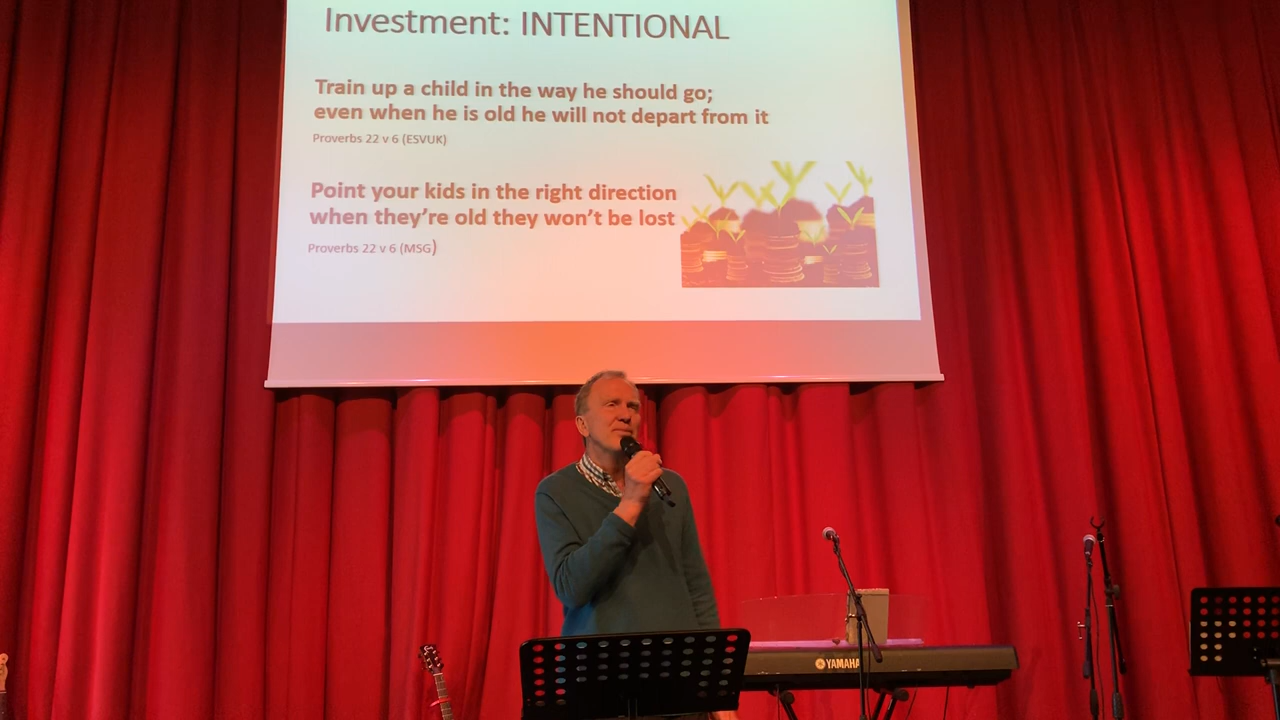 Investment: INTENTIONAL
Train up a child in the way he should go;
even when he is old he will not depart from it
Proverbs 22 v 6 (ESVUK)
Point your kids in the right direction
when they’re old they won’t be lost
Proverbs 22 v 6 (MSG)
YAMAHA